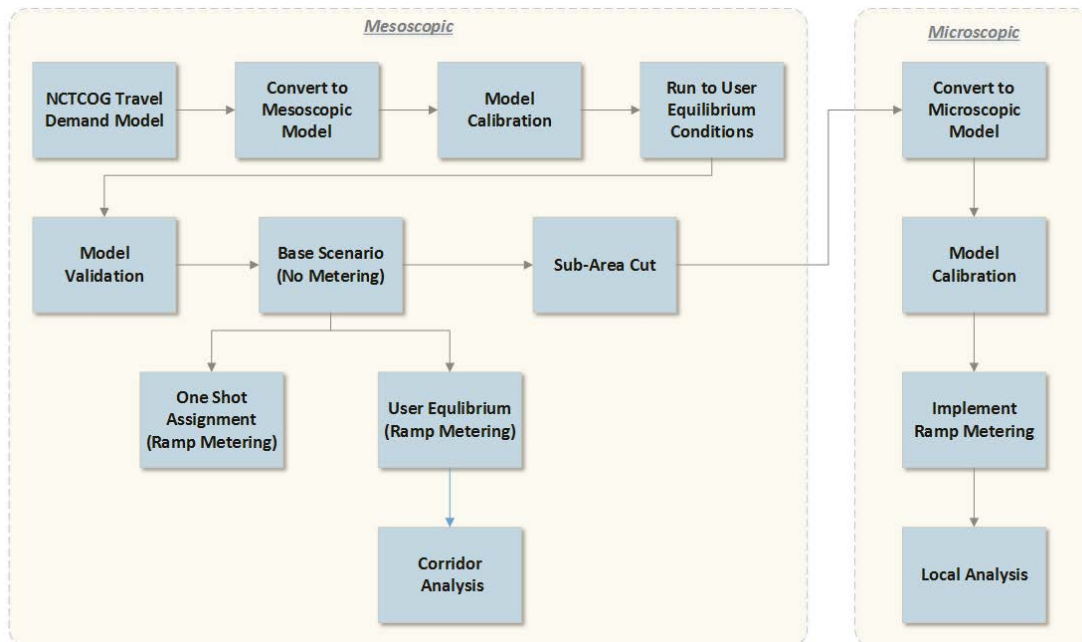 Mesoscopic
Microscopic
NCTCOG Travel
Demand Model
Convert to
Mesoscopic
Model
Model
Calibration
Run to User
Equilibrium
Conditions
Convert to
Microscopic
Model
Model
Validation
Base Scenario
(No Metering)
Sub-Area Cut
Model
Calibration
One Shot
Assignment
(Ramp Metering)
User Equlibrium
(Ramp Metering)
Implement
Ramp Metering
Corridor
Analysis
Local Analysis